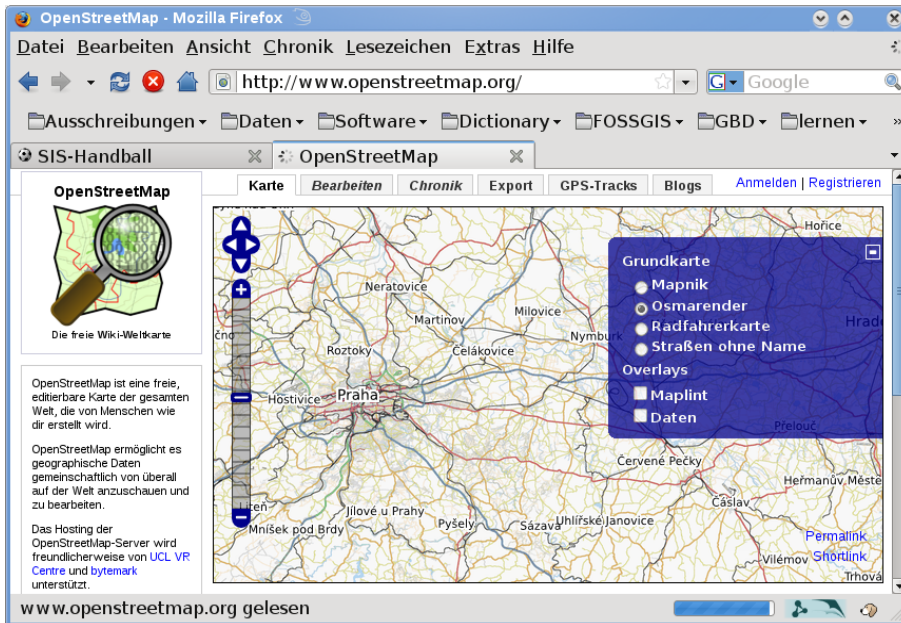 OpenStreetMap - Mozilla Firefox
Datei Bearbeiten Ansicht Chronik Lesezeichen Extras Hilfe
http://www.openstreetmap.org/
G Google
Ausschreibungen Daten Software Dictionary FOSSGIS GBD lernen »
SIS-Handball OpenStreetMap
OpenStreetMap
Die freie Wiki-Weltkarte
OpenStreetMap ist eine freie,
editierbare Karte der gesamten
Welt, die von Menschen wie
dir erstellt wird.
OpenStreetMap ermöglicht es
geographische Daten
gemeinschaftlich von überall
auf der Welt anzuschauen und
zu bearbeiten.
Das Hosting der
OpenStreetMap-Server wird
freundlicherweise von UCL VR
Centre und bytemark
unterstützt.
Karte Bearbeiten Chronik Export GPS-Tracks Blogs
Anmelden | Registrieren
Hořice
Neratovice
Martinov
Milovice
Nymburk
Roztoky
Čelákovice
Hostivice
Praha
Hrade
Přelouč
Červené Pečky
Heřmanův Měste
Čáslav
Jílové u Prahy
Mníšek pod Brdy
Pyšely
Sázava
Uhlířské Janovice
Vilémov
Trhová
Grundkarte
Mapnik
Osmarender
Radfahrerkarte
Straßen ohne Name
Overlays
Maplint
Daten
Permalink
Shortlink
www.openstreetmap.org gelesen